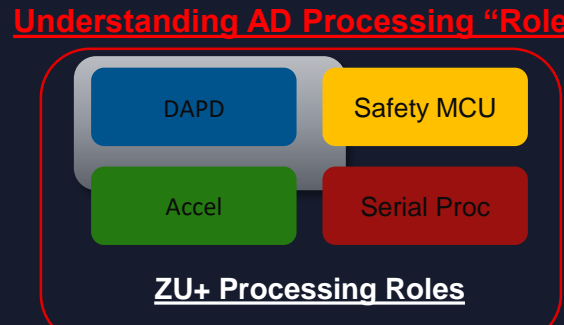 Understanding AD Processing “Role
DAPD
Safety MCU
Accel
Serial Proc
ZU+ Processing Roles